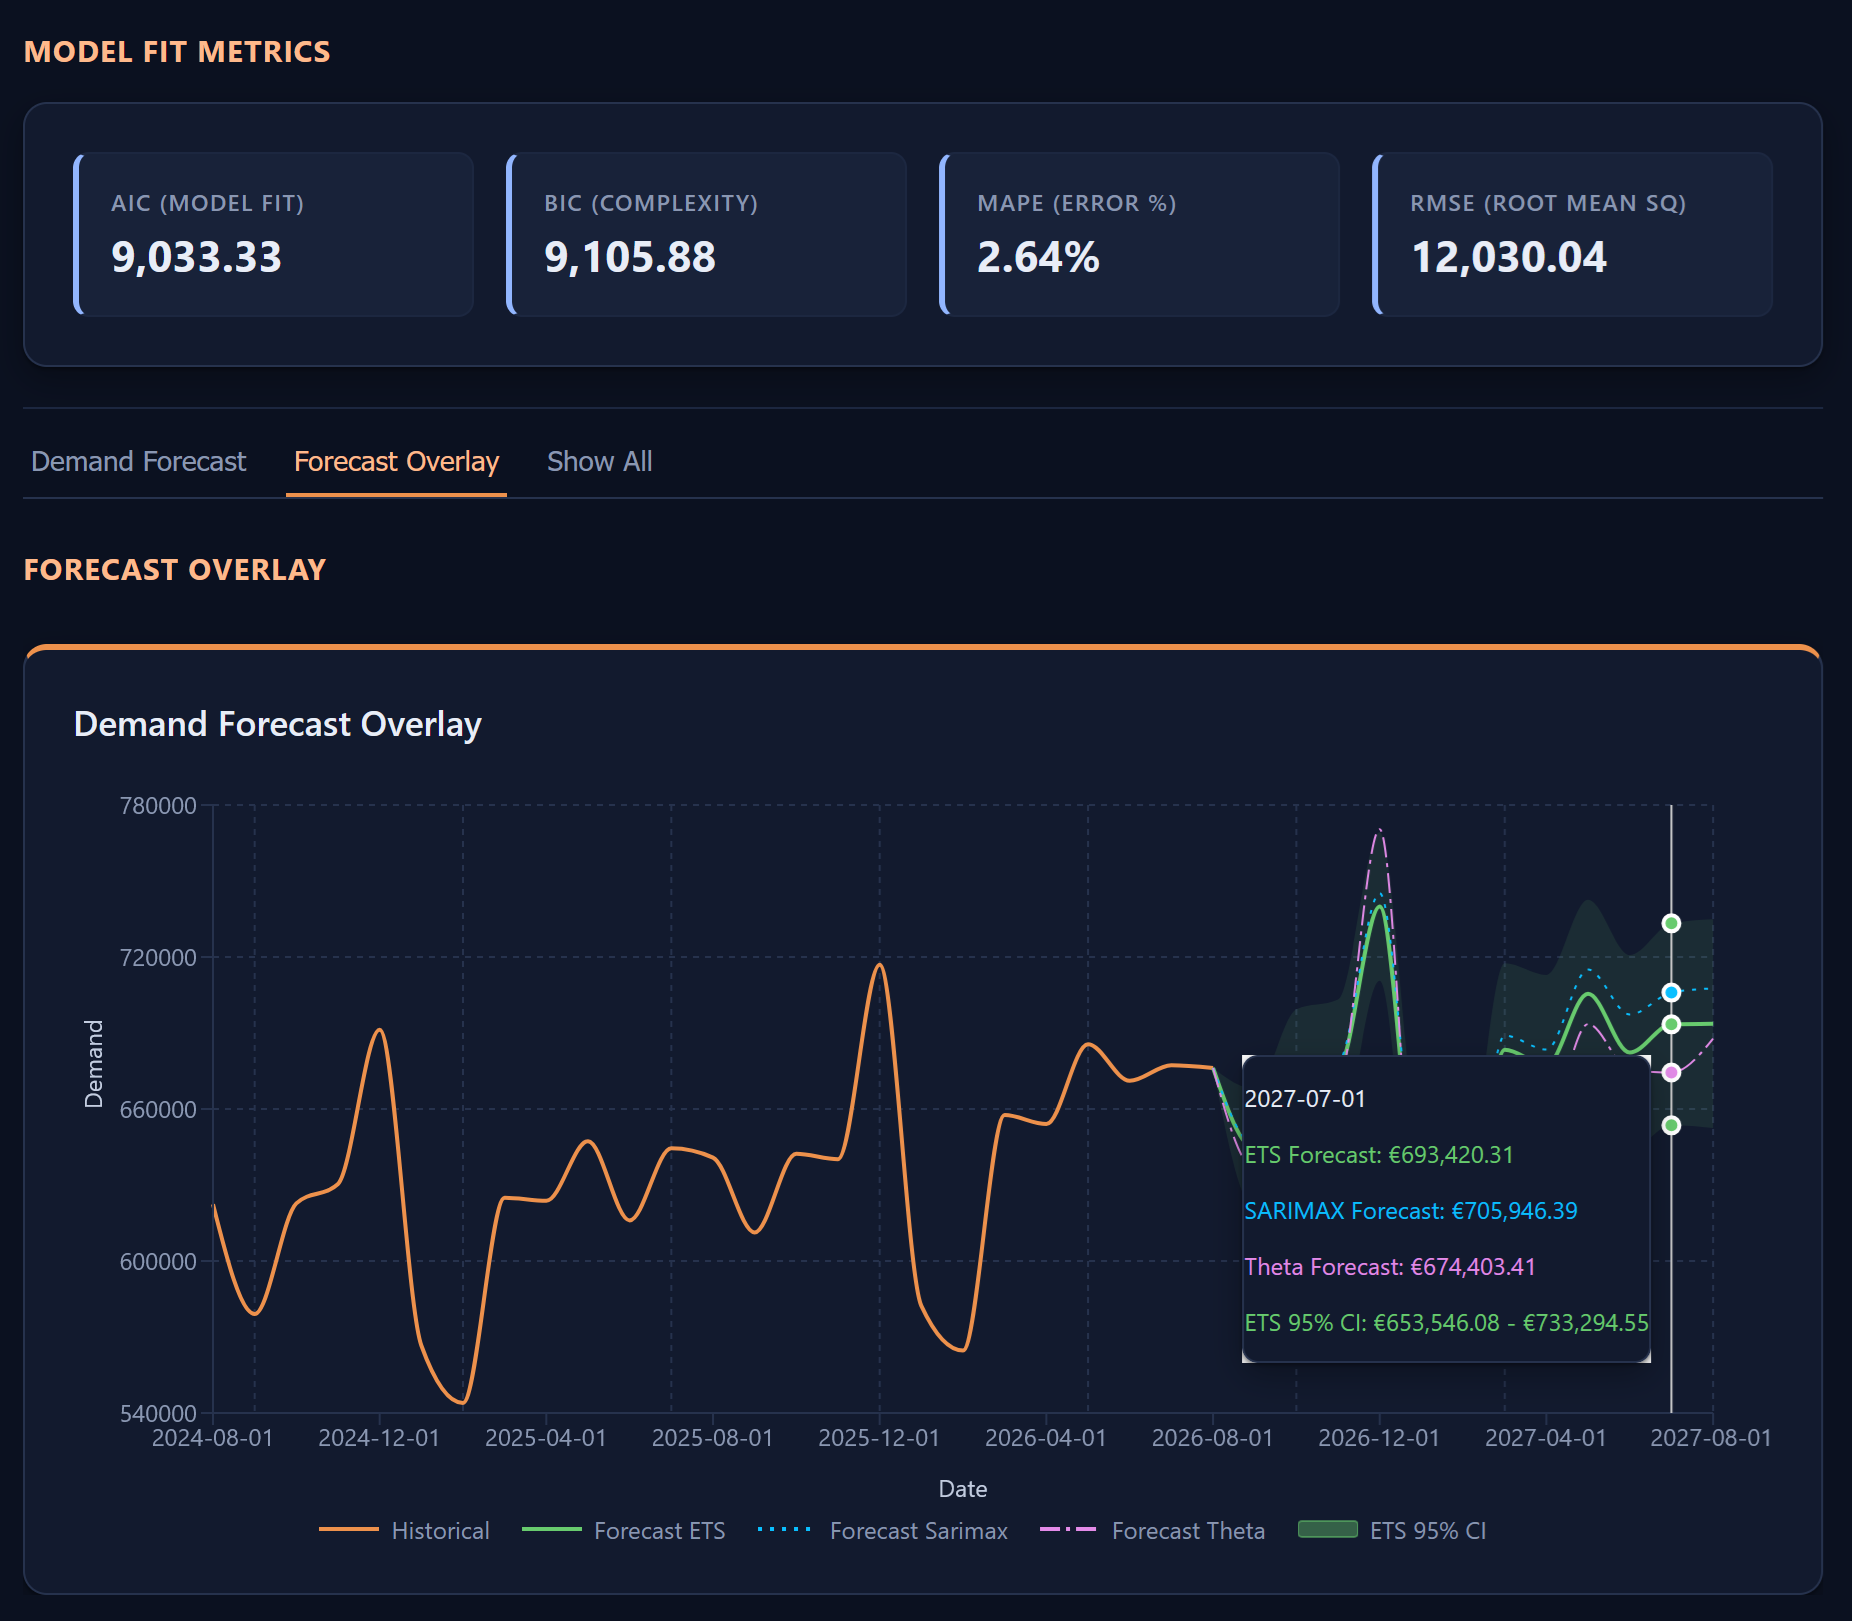 MODEL FIT METRICS
AIC (MODEL FIT)
9,033.33
BIC (COMPLEXITY)
9,105.88
MAPE (ERROR %)
2.64%
RMSE (ROOT MEAN SQ)
12,030.04
Demand Forecast
Forecast Overlay
Show All
FORECAST OVERLAY
Demand Forecast Overlay
780000
720000
660000
600000
540000
Demand
2024-08-01
2024-12-01
2025-04-01
2025-08-01
2025-12-01
2026-04-01
2026-08-01
2026-12-01
2027-04-01
2027-08-01
Date
2027-07-01
ETS Forecast: €693,420.31
SARIMAX Forecast: €705,946.39
Theta Forecast: €674,403.41
ETS 95% CI: €653,546.08 - €733,294.55
Historical
Forecast ETS
Forecast Sarimax
Forecast Theta
ETS 95% CI